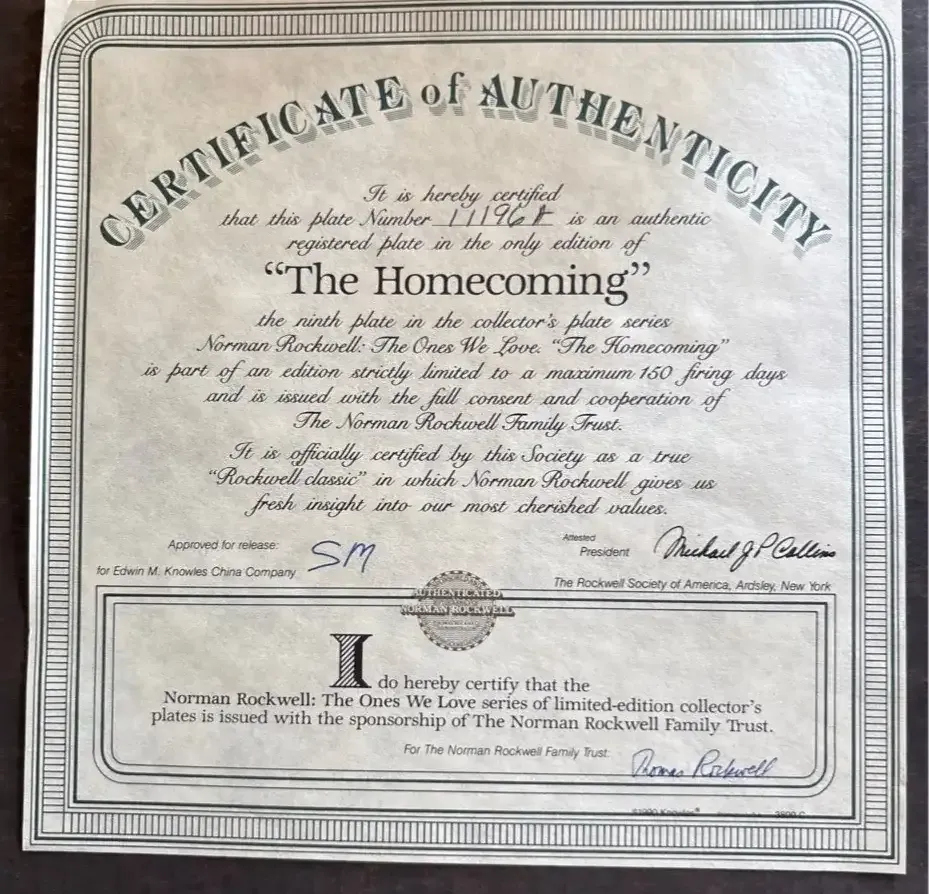 CERTIFICATE of AUTHENTICITY
It is hereby certified
that this plate Number 11196A is an authentic
registered plate in the only edition of
“The Homecoming”
the ninth plate in the collector's plate series
Norman Rockwell: The Ones We Love. “The Homecoming”
is part of an edition strictly limited to a maximum 150 firing days
and is issued with the full consent and cooperation of
The Norman Rockwell Family Trust.
It is officially certified by this Society as a true
“Rockwell classic” in which Norman Rockwell gives us
fresh insight into our most cherished values.
Approved for release: SM
for Edwin M. Knowles China Company
Attested
President Michael J P Collins
The Rockwell Society of America, Ardsley, New York
AUTHENTICATED
NORMAN ROCKWELL
I do hereby certify that the
Norman Rockwell: The Ones We Love series of limited-edition collector's
plates is issued with the sponsorship of The Norman Rockwell Family Trust.
For The Norman Rockwell Family Trust: Thomas Rockwell
©1990 Knowles®